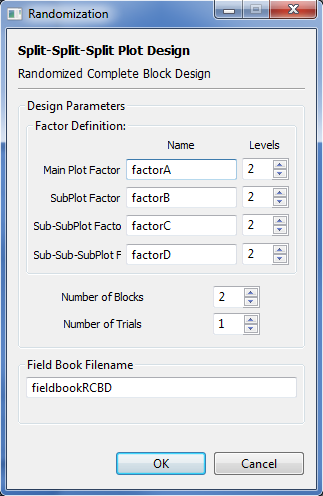 Randomization
Split-Split-Split Plot Design
Randomized Complete Block Design
Design Parameters
Factor Definition:
Name Levels
Main Plot Factor factorA 2
SubPlot Factor factorB 2
Sub-SubPlot Facto factorC 2
Sub-Sub-SubPlot F factorD 2
Number of Blocks 2
Number of Trials 1
Field Book Filename
fieldbookRCBD
OK Cancel